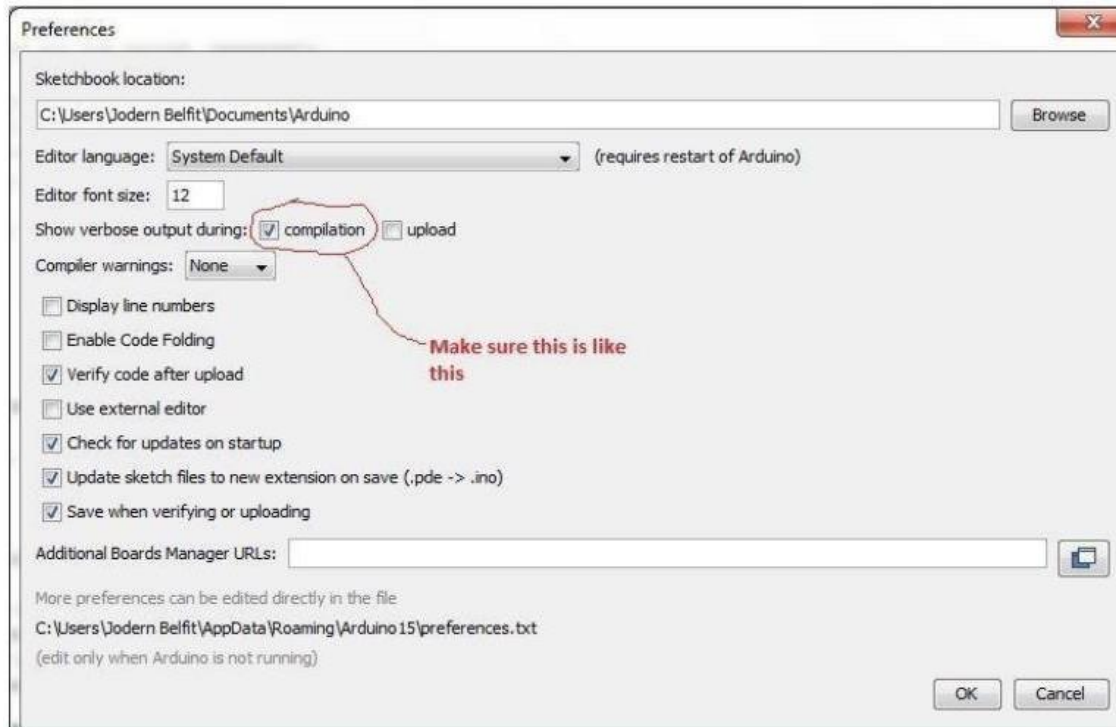 Preferences
Sketchbook location:
C:\Users\Jodern Belfit\Documents\Arduino Browse
Editor language: System Default (requires restart of Arduino)
Editor font size: 12
Show verbose output during: compilation upload
Compiler warnings: None
Display line numbers
Enable Code Folding
Make sure this is like
this
Verify code after upload
Use external editor
Check for updates on startup
Update sketch files to new extension on save (.pde -> .ino)
Save when verifying or uploading
Additional Boards Manager URLs:
More preferences can be edited directly in the file
C:\Users\Jodern Belfit\AppData\Roaming\Arduino15\preferences.txt
(edit only when Arduino is not running)
OK Cancel